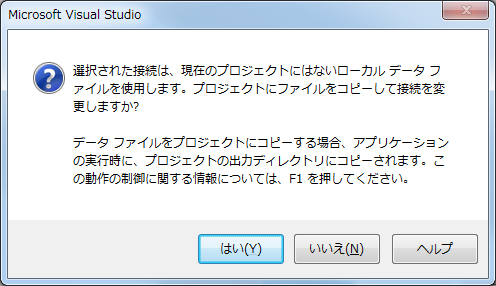 Microsoft Visual Studio
選択された接続は、現在のプロジェクトにはないローカル データ フ
ァイルを使用します。プロジェクトにファイルをコピーして接続を変
更しますか?
データ ファイルをプロジェクトにコピーする場合、アプリケーション
の実行時に、プロジェクトの出力ディレクトリにコピーされます。こ
の動作の制御に関する情報については、F1 を押してください。
はい(Y)
いいえ(N)
ヘルプ